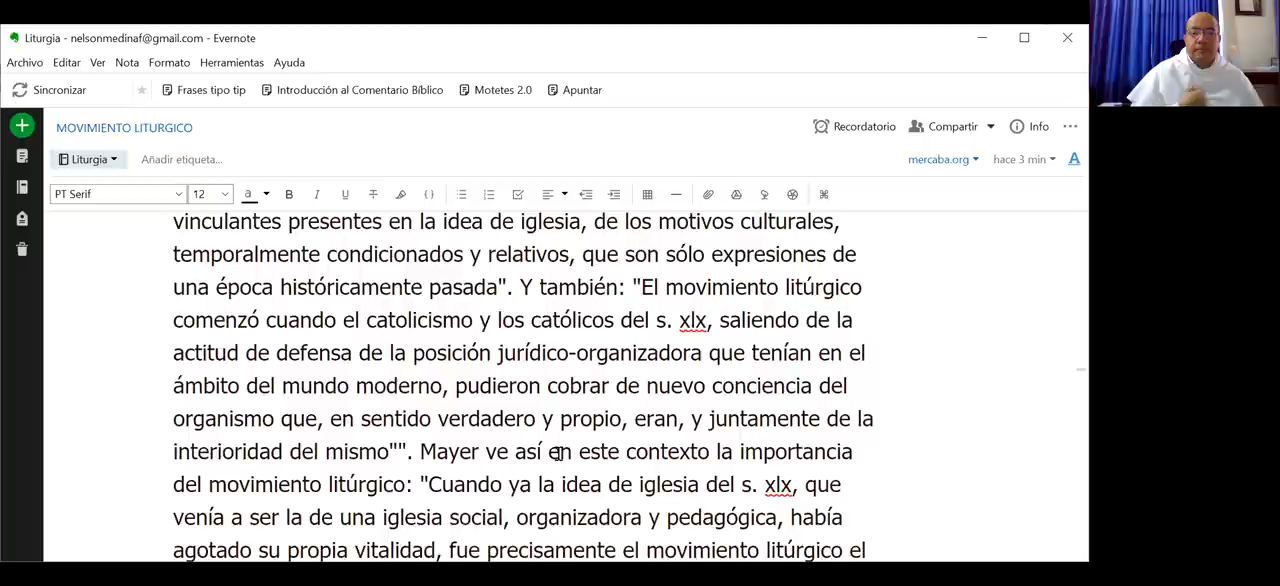 Liturgia - nelsonmedinaf@gmail.com - Evernote
Archivo Editar Ver Nota Formato Herramientas Ayuda
Sincronizar Frases tipo tip Introducción al Comentario Bíblico Motetes 2.0 Apuntar
MOVIMIENTO LITURGICO Recordatorio Compartir Info
Liturgia Añadir etiqueta... mercaba.org hace 3 min A
PT Serif 12 a B I U T
vinculantes presentes en la idea de iglesia, de los motivos culturales,
temporalmente condicionados y relativos, que son sólo expresiones de
una época históricamente pasada". Y también: "El movimiento litúrgico
comenzó cuando el catolicismo y los católicos del s. xlx, saliendo de la
actitud de defensa de la posición jurídico-organizadora que tenían en el
ámbito del mundo moderno, pudieron cobrar de nuevo conciencia del
organismo que, en sentido verdadero y propio, eran, y juntamente de la
interioridad del mismo"". Mayer ve así en este contexto la importancia
del movimiento litúrgico: "Cuando ya la idea de iglesia del s. xlx, que
venía a ser la de una iglesia social, organizadora y pedagógica, había
agotado su propia vitalidad, fue precisamente el movimiento litúrgico el